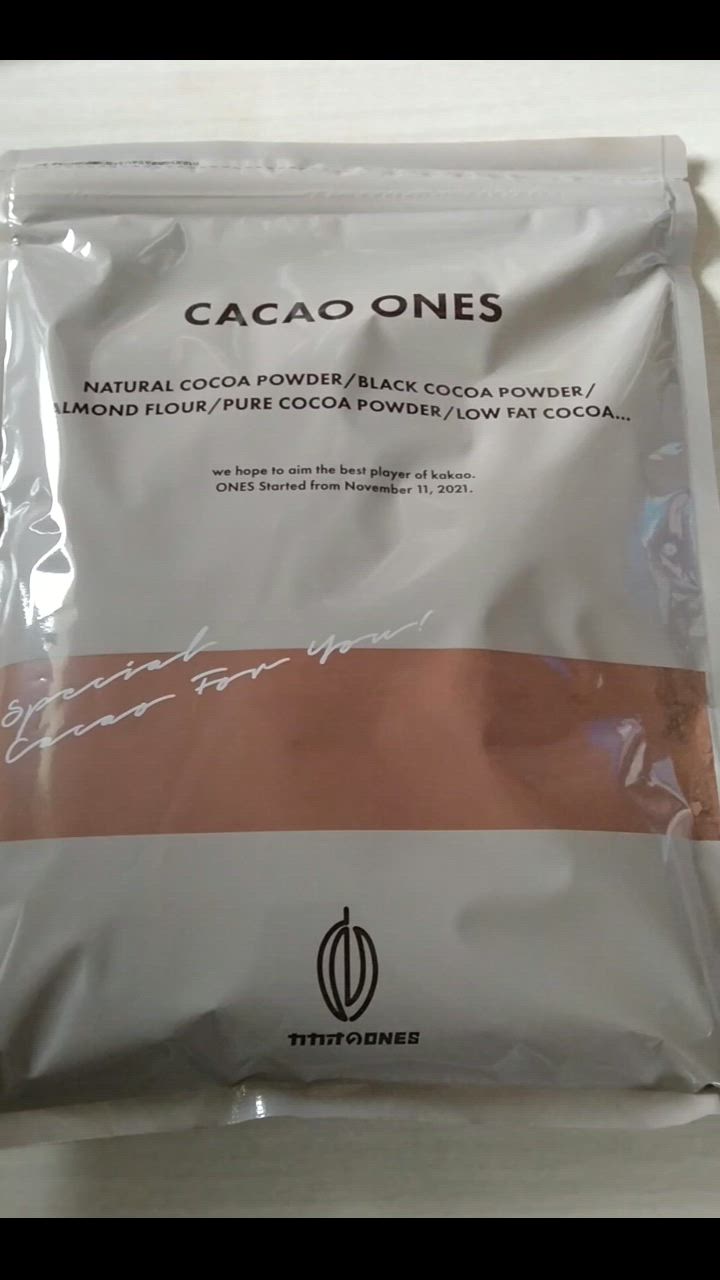 CACAO ONES
NATURAL COCOA POWDER/BLACK COCOA POWDER/
ALMOND FLOUR/PURE COCOA POWDER/LOW FAT COCOA...
we hope to aim the best player of kakao.
ONES Started from November 11, 2021.
Special
Cacao For You!
カカオのONES